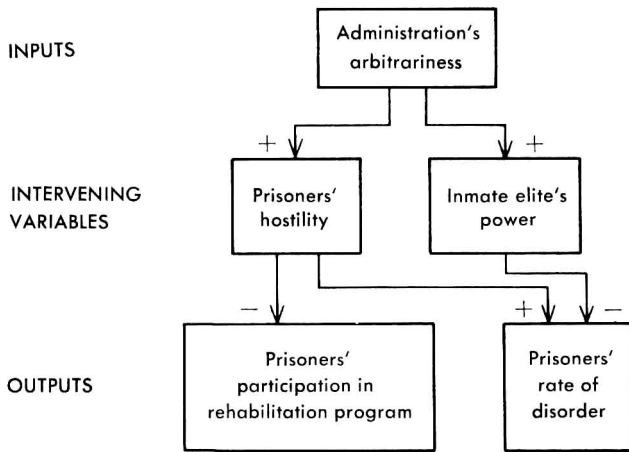 INPUTS
Administration's
arbitrariness
+
+
INTERVENING
VARIABLES
Prisoners'
hostility
Inmate elite's
power
−
+
−
OUTPUTS
Prisoners'
participation in
rehabilitation program
Prisoners'
rate of
disorder